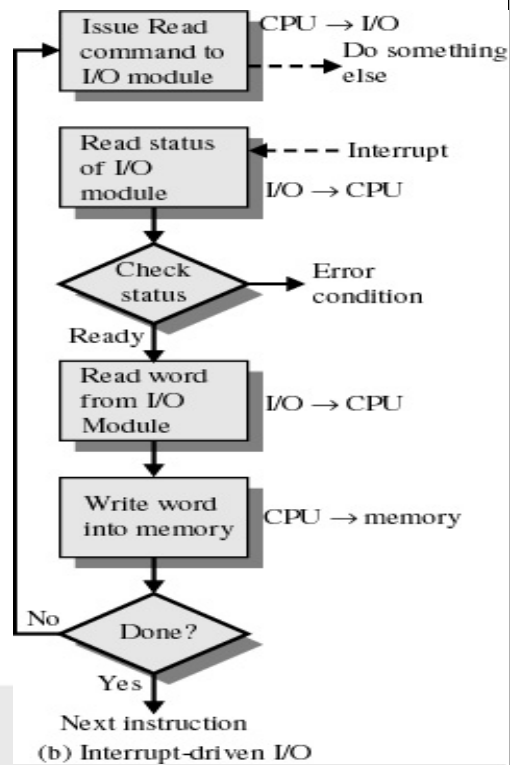 Issue Read
command to
I/O module
CPU → I/O
Do something
else
Read status
of I/O
module
Interrupt
I/O → CPU
Check
status
Error
condition
Ready
Read word
from I/O
Module
I/O → CPU
Write word
into memory
CPU → memory
No
Done?
Yes
Next instruction
(b) Interrupt-driven I/O